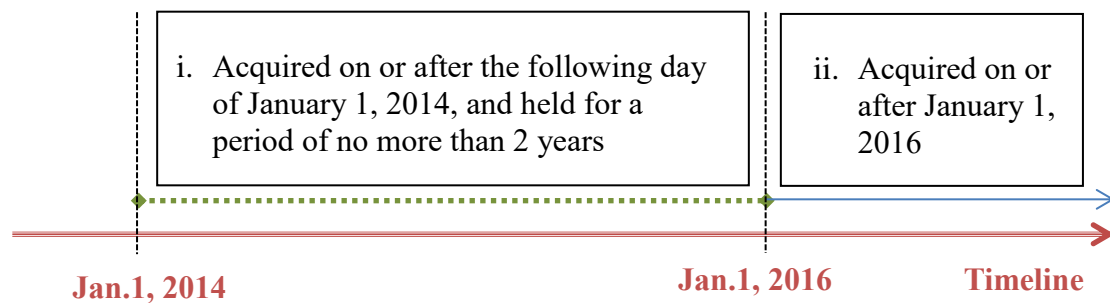 i. Acquired on or after the following day
of January 1, 2014, and held for a
period of no more than 2 years
ii. Acquired on or
after January 1,
2016
Jan.1, 2014
Jan.1, 2016
Timeline